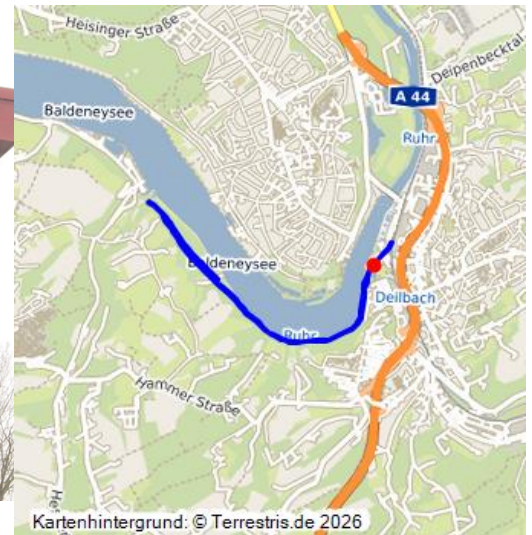 Heisinger Straße
Deipenbecktal
Baldeneysee
A 44
Ruhr
Baldeneysee
Deilbach
Ruhr
Hammer Straße
Kartenhintergrund: © Terrestris.de 2026